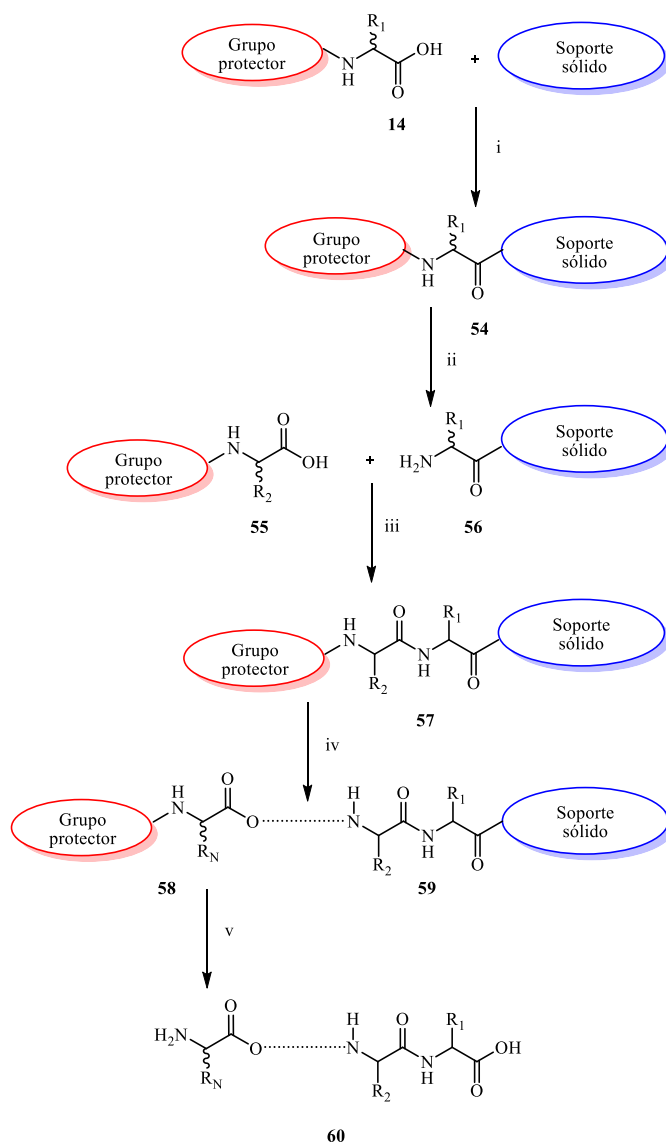 R1
Grupo
protector
N
H
OH
O
+
Soporte
sólido
14
i
R1
Grupo
protector
N
H
O
Soporte
sólido
54
ii
Grupo
protector
H
N
O
OH
R2
+
R1
H2N
O
Soporte
sólido
55
56
iii
Grupo
protector
H
N
R2
O
N
H
R1
O
Soporte
sólido
57
iv
Grupo
protector
H
N
O
O
RN
H
N
R2
O
N
H
R1
O
Soporte
sólido
58
59
v
H2N
O
O
RN
H
N
R2
O
N
H
R1
OH
O
60